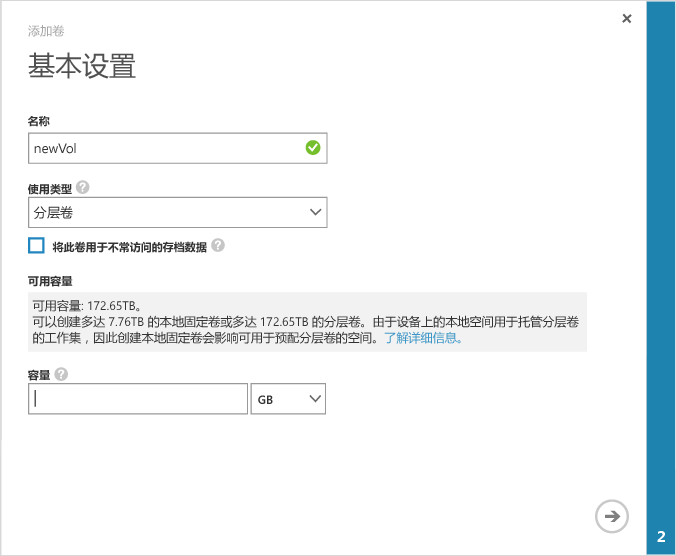 添加卷
基本设置
名称
newVol
使用类型 ?
分层卷
将此卷用于不常访问的存档数据 ?
可用容量
可用容量: 172.65TB。
可以创建多达 7.76TB 的本地固定卷或多达 172.65TB 的分层卷。由于设备上的本地空间用于托管分层卷
的工作集，因此创建本地固定卷会影响可用于预配分层卷的空间。了解详细信息。
容量 ?
GB
2